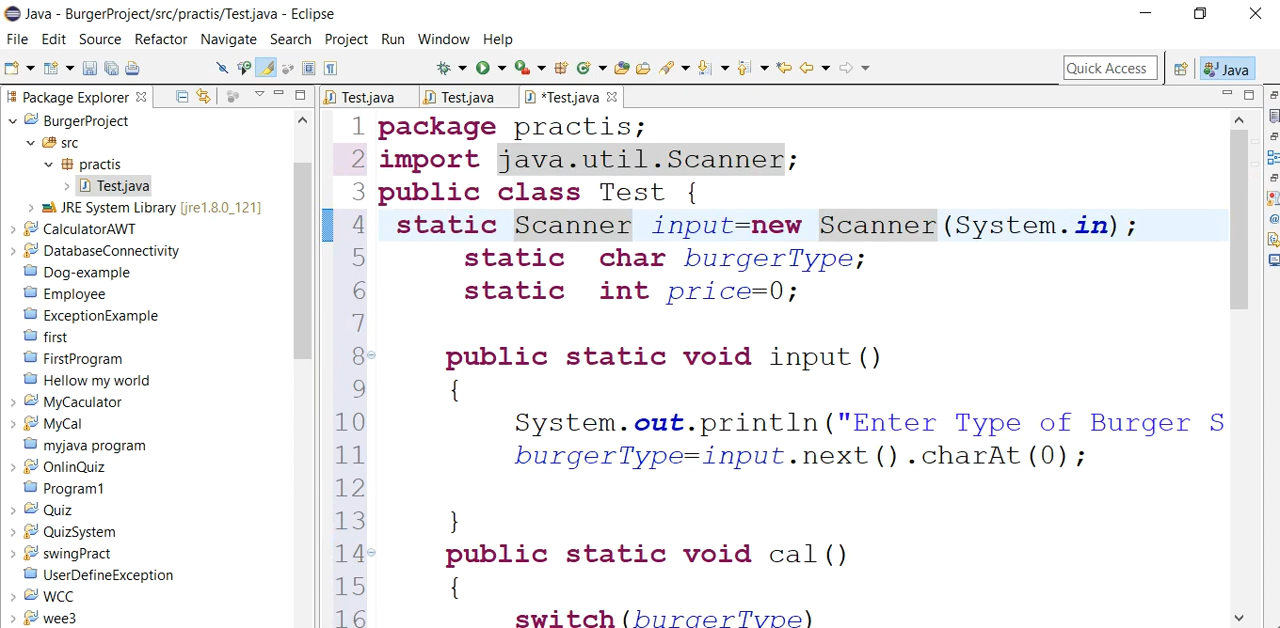 Java - BurgerProject/src/practis/Test.java - Eclipse
File Edit Source Refactor Navigate Search Project Run Window Help
Quick Access
Java
Package Explorer
Test.java
Test.java
*Test.java
BurgerProject
src
practis
Test.java
JRE System Library [jre1.8.0_121]
CalculatorAWT
DatabaseConnectivity
Dog-example
Employee
ExceptionExample
first
FirstProgram
Hellow my world
MyCaculator
MyCal
myjava program
OnlinQuiz
Program1
Quiz
QuizSystem
swingPract
UserDefineException
WCC
wee3
1 package practis;
2 import java.util.Scanner;
3 public class Test {
4 static Scanner input=new Scanner(System.in);
5 static char burgerType;
6 static int price=0;
7
8 public static void input()
9 {
10 System.out.println("Enter Type of Burger S
11 burgerType=input.next().charAt(0);
12
13 }
14 public static void cal()
15 {
16 switch(burgerType)